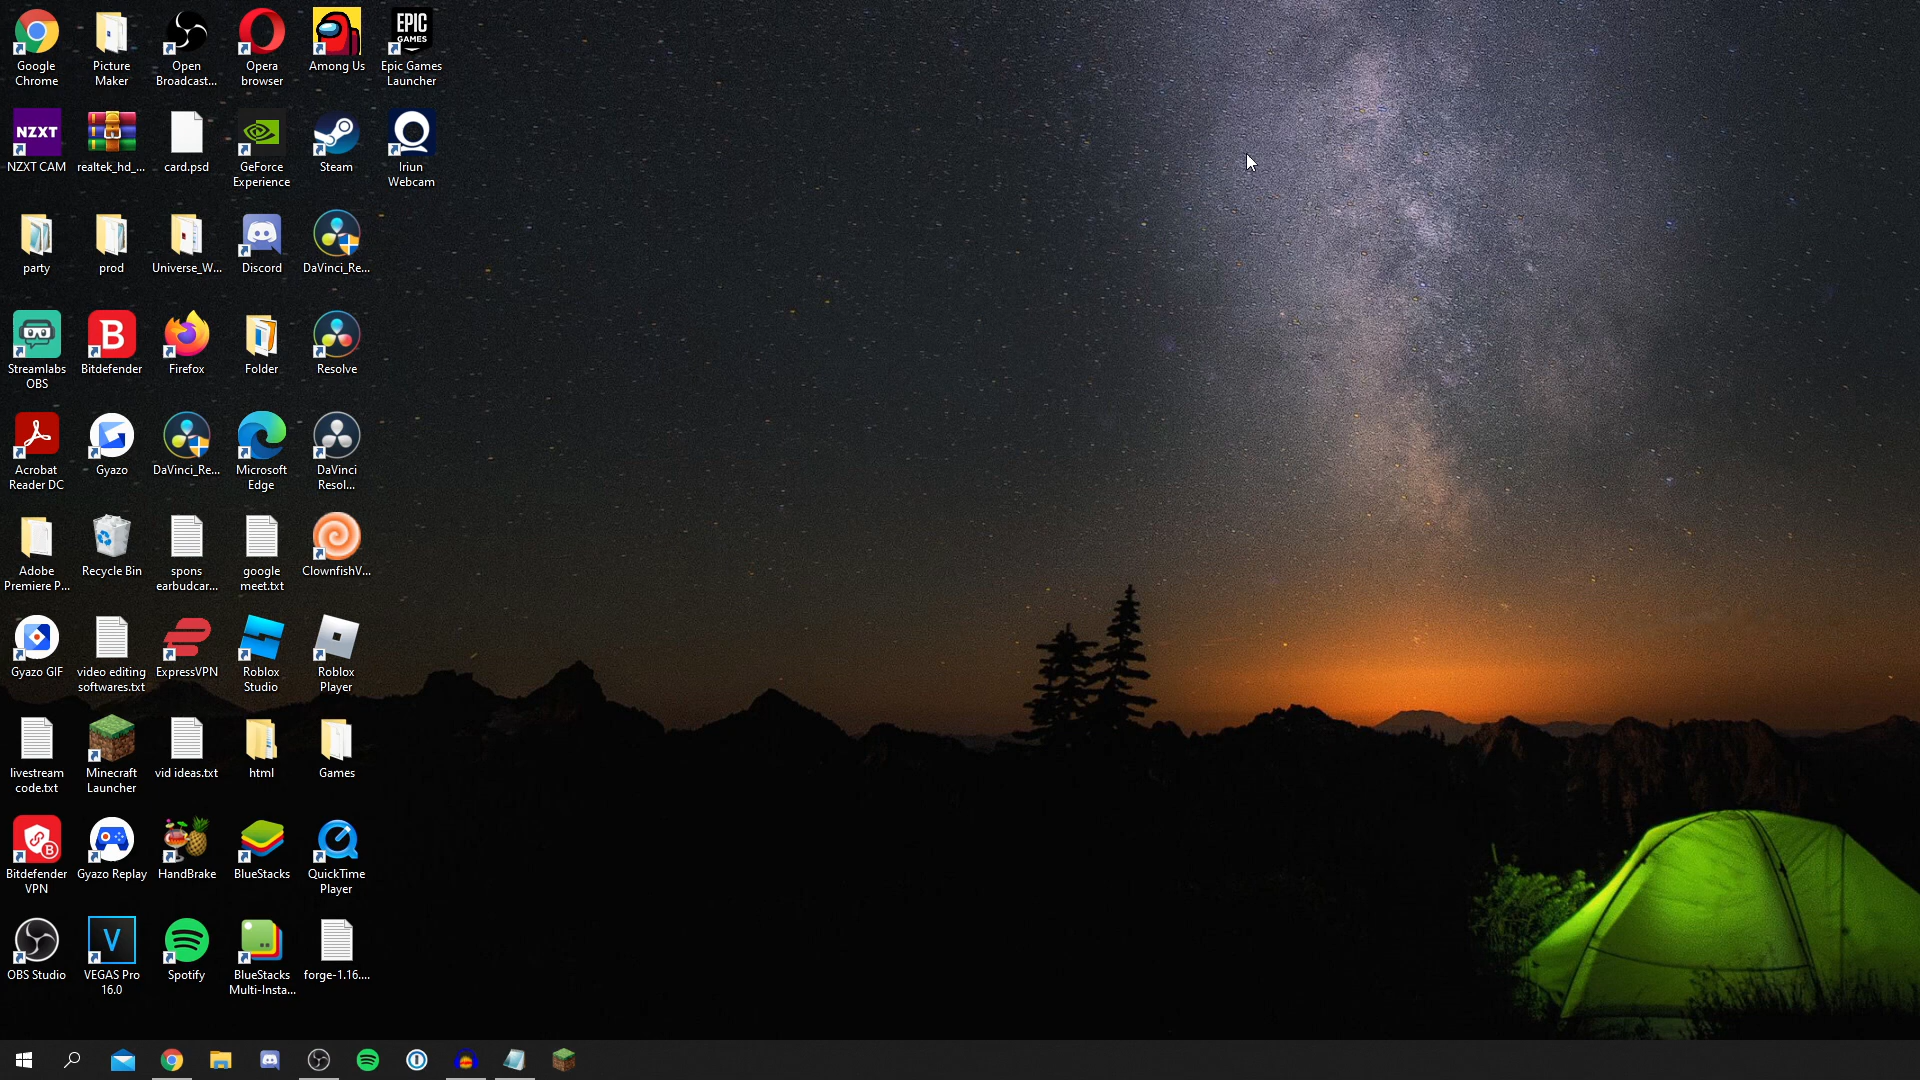 Google
Chrome
Picture
Maker
Open
Broadcast...
Opera
browser
Among Us
EPIC
GAMES
Epic Games
Launcher
NZXT
NZXT CAM
realtek_hd_...
card.psd
GeForce
Experience
Steam
Iriun
Webcam
party
prod
Universe_W...
Discord
DaVinci_Re...
Streamlabs
OBS
B
Bitdefender
Firefox
Folder
Resolve
Acrobat
Reader DC
Gyazo
DaVinci_Re...
Microsoft
Edge
DaVinci
Resol...
Adobe
Premiere P...
Recycle Bin
spons
earbudcar...
google
meet.txt
ClownfishV...
Gyazo GIF
video editing
softwares.txt
ExpressVPN
Roblox
Studio
Roblox
Player
livestream
code.txt
Minecraft
Launcher
vid ideas.txt
html
Games
B
Bitdefender
VPN
Gyazo Replay
HandBrake
BlueStacks
QuickTime
Player
OBS Studio
V
VEGAS Pro
16.0
Spotify
BlueStacks
Multi-Insta...
forge-1.16....